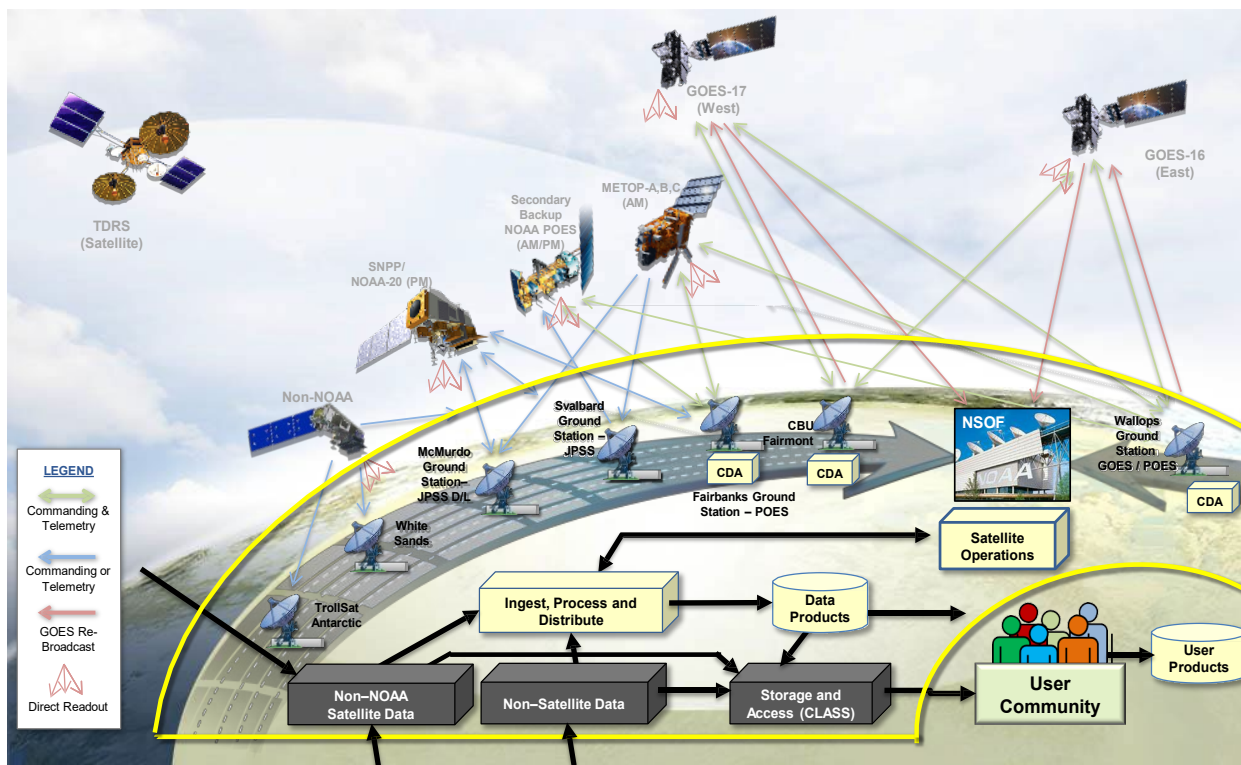 GOES-17
(West)
GOES-16
(East)
TDRS
(Satellite)
METOP-A,B,C
(AM)
Secondary
Backup
NOAA POES
(AM/PM)
SNPP/
NOAA-20 (PM)
Non-NOAA
Svalbard
Ground
Station –
JPSS
McMurdo
Ground
Station–
JPSS D/L
CBU
Fairmont
NSOF
NOAA
Wallops
Ground
Station
GOES / POES
CDA
CDA
CDA
Fairbanks Ground
Station – POES
White
Sands
TrollSat
Antarctic
LEGEND
Commanding &
Telemetry
Commanding or
Telemetry
GOES Re-
Broadcast
Direct Readout
Satellite
Operations
Ingest, Process and
Distribute
Data
Products
User
Products
Non–NOAA
Satellite Data
Non–Satellite Data
Storage and
Access (CLASS)
User
Community